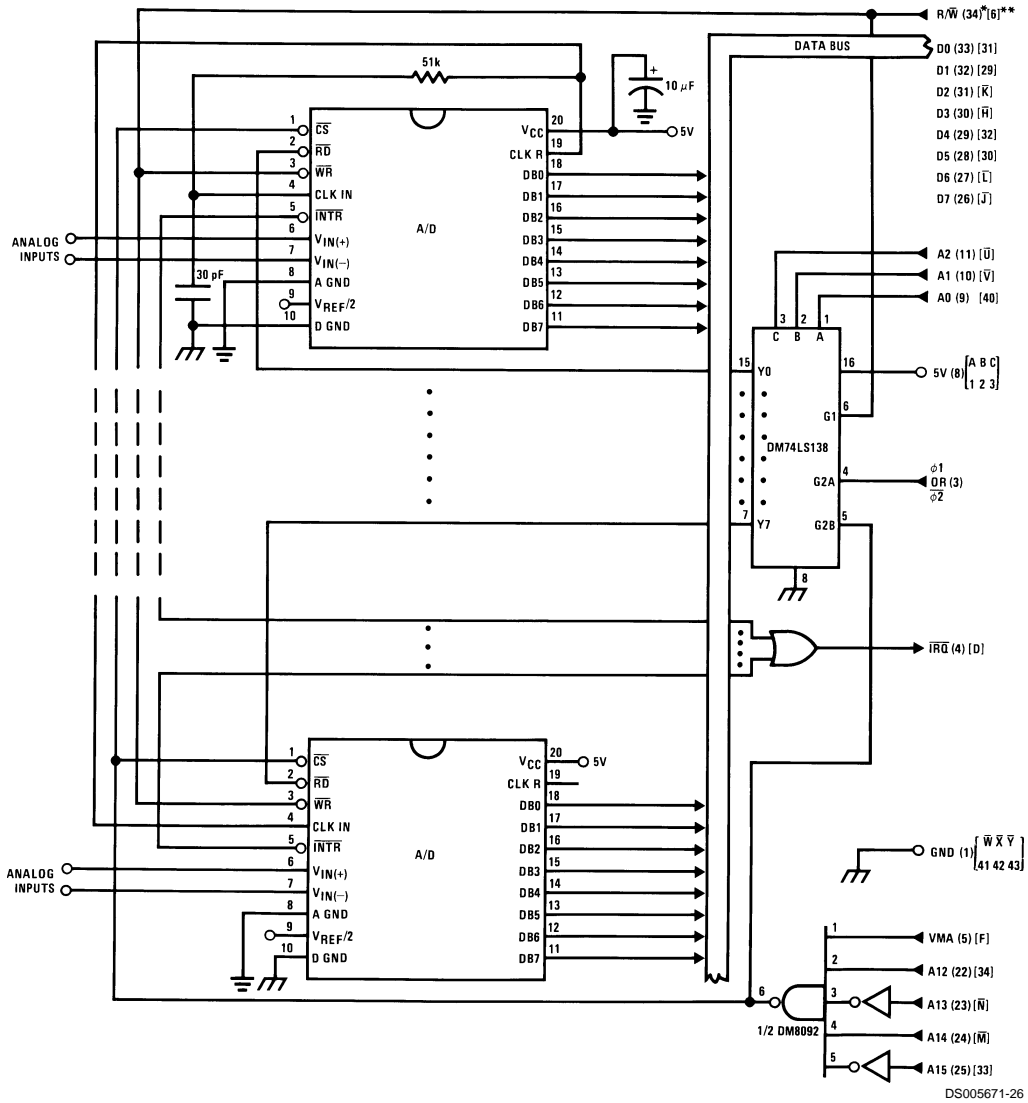 R/W̅ (34)*[6]**
DATA BUS
D0 (33) [31]
D1 (32) [29]
D2 (31) [K̅]
D3 (30) [H̅]
D4 (29) [32]
D5 (28) [30]
D6 (27) [L̅]
D7 (26) [J̅]
51k
+
10 μF
5V
1 C̅S̅
2 R̅D̅
3 W̅R̅
4 CLK IN
5 I̅N̅T̅R̅
6 VIN(+)
7 VIN(−)
8 A GND
9 VREF/2
10 D GND
A/D
VCC 20
CLK R 19
DB0 18
DB1 17
DB2 16
DB3 15
DB4 14
DB5 13
DB6 12
DB7 11
ANALOG
INPUTS
30 pF
A2 (11) [U̅]
A1 (10) [V̅]
A0 (9) [40]
3 2 1
C B A
15 Y0
16
5V (8) [A B C
1 2 3]
G1 6
DM74LS138
G2A 4
φ1
OR (3)
φ̅2̅
7 Y7
G2B 5
8
I̅R̅Q̅ (4) [D]
1 C̅S̅
2 R̅D̅
3 W̅R̅
4 CLK IN
5 I̅N̅T̅R̅
6 VIN(+)
7 VIN(−)
8 A GND
9 VREF/2
10 D GND
A/D
VCC 20
5V
CLK R 19
DB0 18
DB1 17
DB2 16
DB3 15
DB4 14
DB5 13
DB6 12
DB7 11
ANALOG
INPUTS
GND (1) [W̅ X̅ Y̅
41 42 43]
1 VMA (5) [F]
2 A12 (22) [34]
3 A13 (23) [N̅]
4 A14 (24) [M̅]
5 A15 (25) [33]
6
1/2 DM8092
DS005671-26